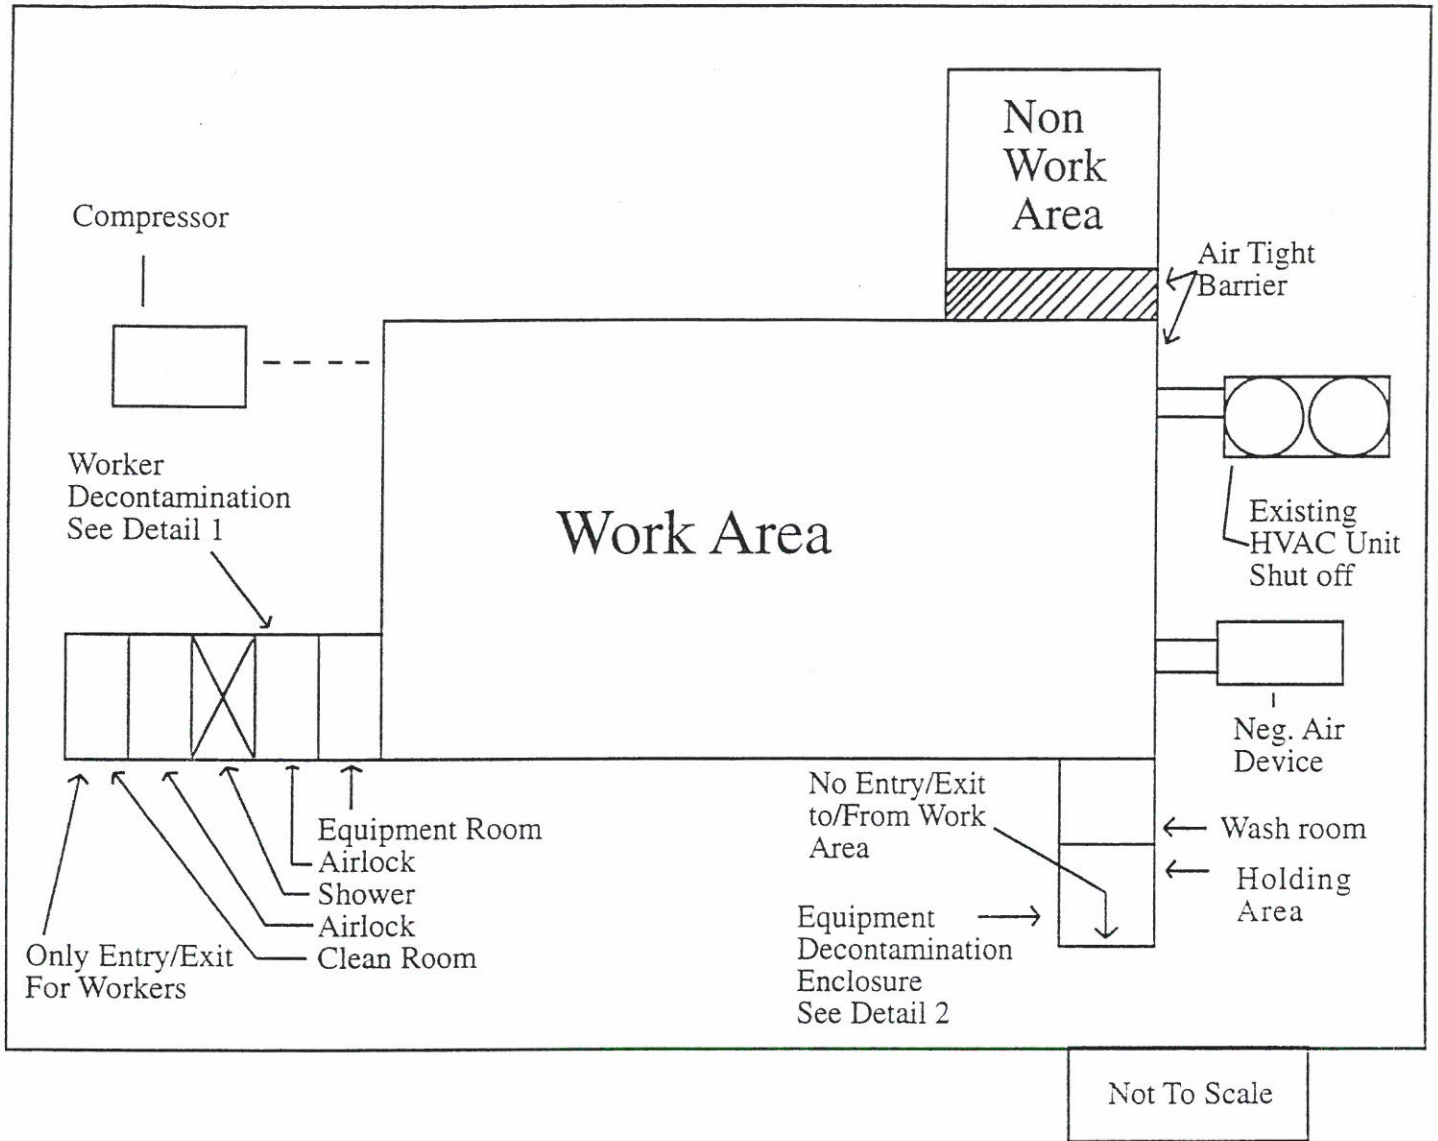 Non
Work
Area
Compressor
Air Tight
Barrier
Worker
Decontamination
See Detail 1
Work Area
Existing
HVAC Unit
Shut off
Neg. Air
Device
No Entry/Exit
to/From Work
Area
Wash room
Holding
Area
Equipment Room
Airlock
Shower
Airlock
Clean Room
Only Entry/Exit
For Workers
Equipment
Decontamination
Enclosure
See Detail 2
Not To Scale